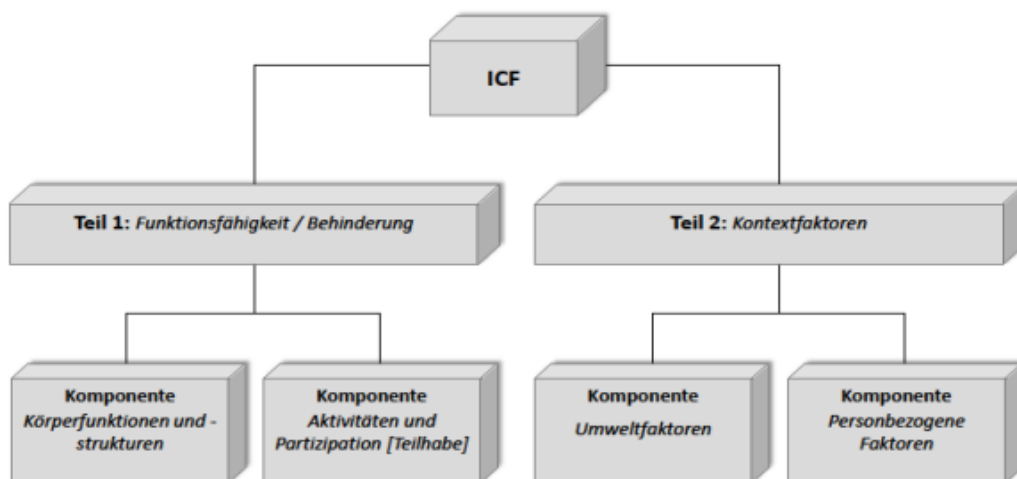 ICF
Teil 1: Funktionsfähigkeit / Behinderung
Teil 2: Kontextfaktoren
Komponente
Körperfunktionen und -
strukturen
Komponente
Aktivitäten und
Partizipation [Teilhabe]
Komponente
Umweltfaktoren
Komponente
Personbezogene
Faktoren